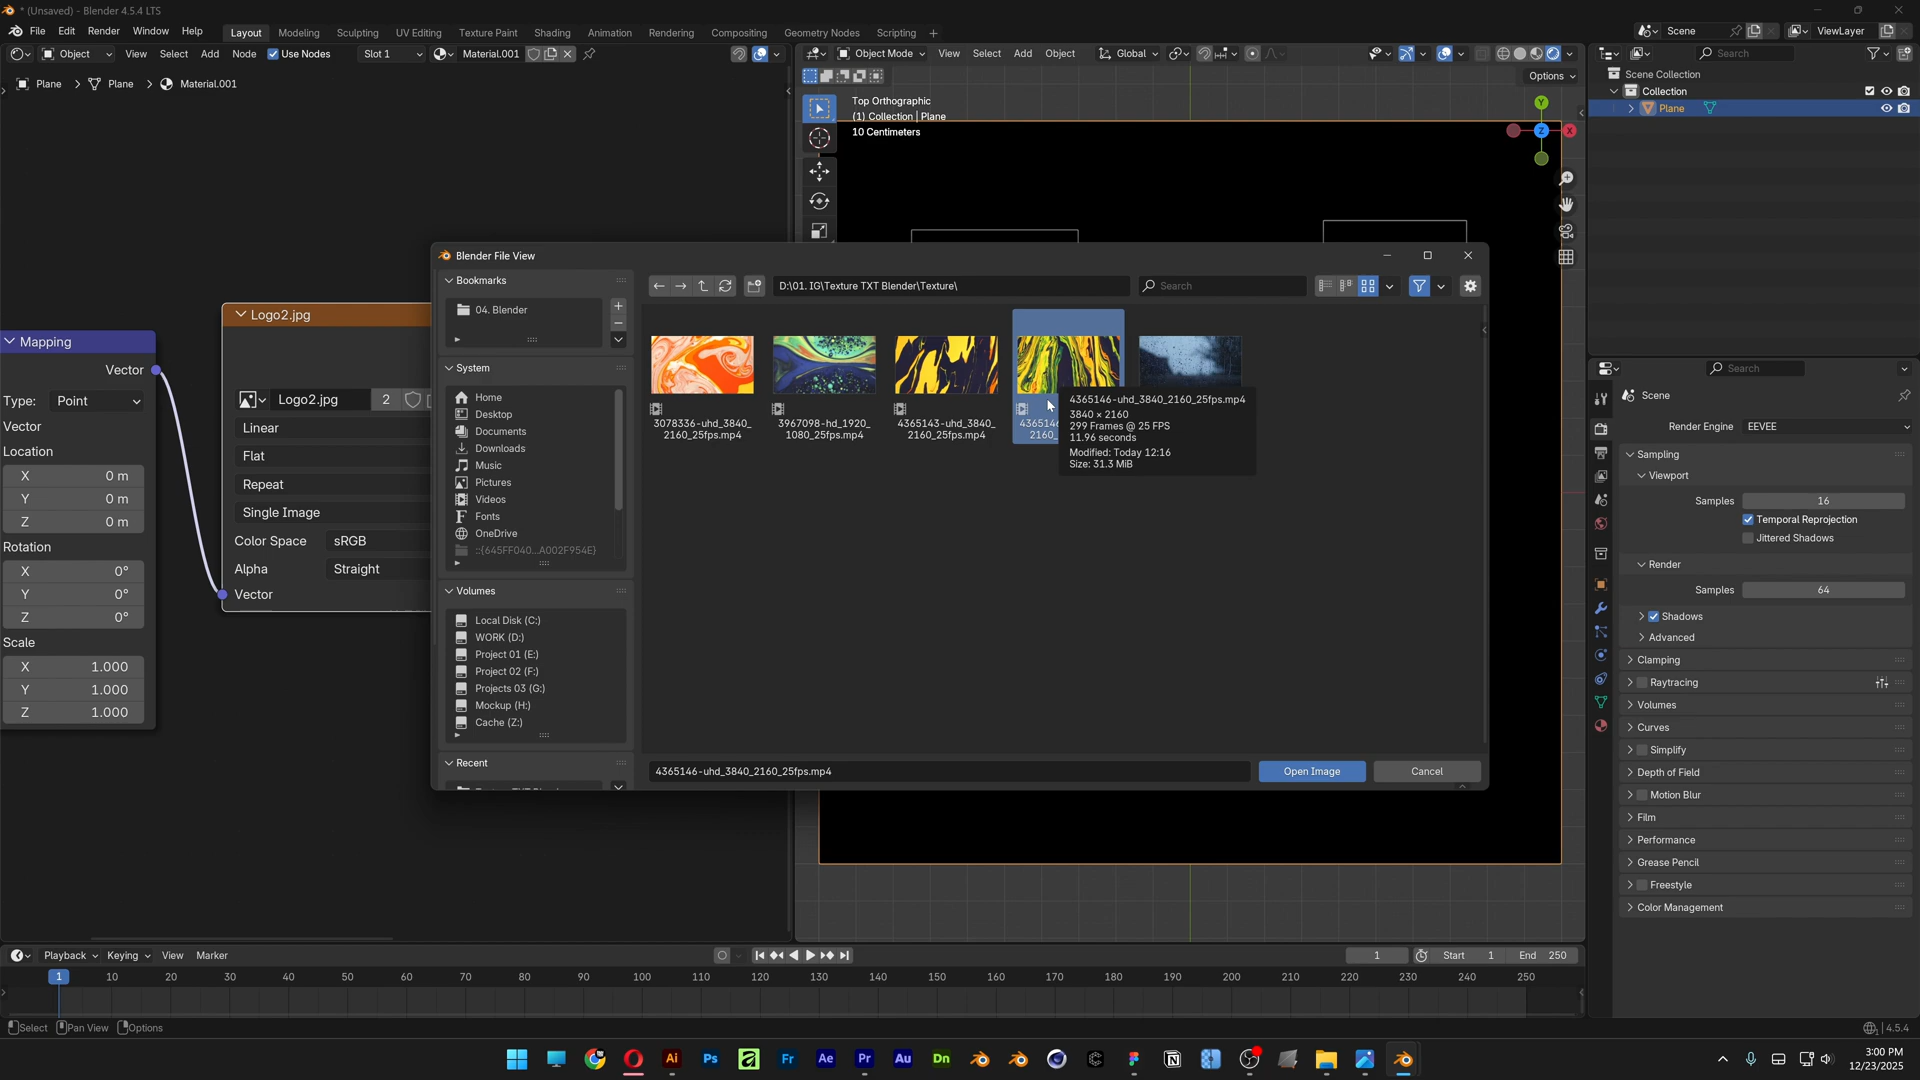 * (Unsaved) - Blender 4.5.4 LTS
File Edit Render Window Help Layout Modeling Sculpting UV Editing Texture Paint Shading Animation Rendering Compositing Geometry Nodes Scripting + Scene ViewLayer
Object View Select Add Node Use Nodes Slot 1 Material.001
Object Mode View Select Add Object Global
Search
Options
Plane > Plane > Material.001
Top Orthographic
(1) Collection | Plane
10 Centimeters
Y
X
Z
Scene Collection
Collection
Plane
Mapping
Vector
Type: Point
Vector
Location
X 0 m
Y 0 m
Z 0 m
Rotation
X 0°
Y 0°
Z 0°
Scale
X 1.000
Y 1.000
Z 1.000
Logo2.jpg
Logo2.jpg 2
Linear
Flat
Repeat
Single Image
Color Space sRGB
Alpha Straight
Vector
Blender File View
Bookmarks
04. Blender
System
Home
Desktop
Documents
Downloads
Music
Pictures
Videos
Fonts
OneDrive
::{645FF040...A002F954E}
Volumes
Local Disk (C:)
WORK (D:)
Project 01 (E:)
Project 02 (F:)
Projects 03 (G:)
Mockup (H:)
Cache (Z:)
Recent
D:\01. IG\Texture TXT Blender\Texture\
Search
3078336-uhd_3840_
2160_25fps.mp4
3967098-hd_1920_
1080_25fps.mp4
4365143-uhd_3840_
2160_25fps.mp4
4365146
2160_
4365146-uhd_3840_2160_25fps.mp4
3840 × 2160
299 Frames @ 25 FPS
11.96 seconds
Modified: Today 12:16
Size: 31.3 MiB
4365146-uhd_3840_2160_25fps.mp4
Open Image
Cancel
Search
Scene
Render Engine EEVEE
Sampling
Viewport
Samples 16
Temporal Reprojection
Jittered Shadows
Render
Samples 64
Shadows
Advanced
Clamping
Raytracing
Volumes
Curves
Simplify
Depth of Field
Motion Blur
Film
Performance
Grease Pencil
Freestyle
Color Management
Playback Keying View Marker
1 Start 1 End 250
1 10 20 30 40 50 60 70 80 90 100 110 120 130 140 150 160 170 180 190 200 210 220 230 240 250
Select Pan View Options
4.5.4
Ai Ps Fr Ae Pr Au Dn
3:00 PM
12/23/2025